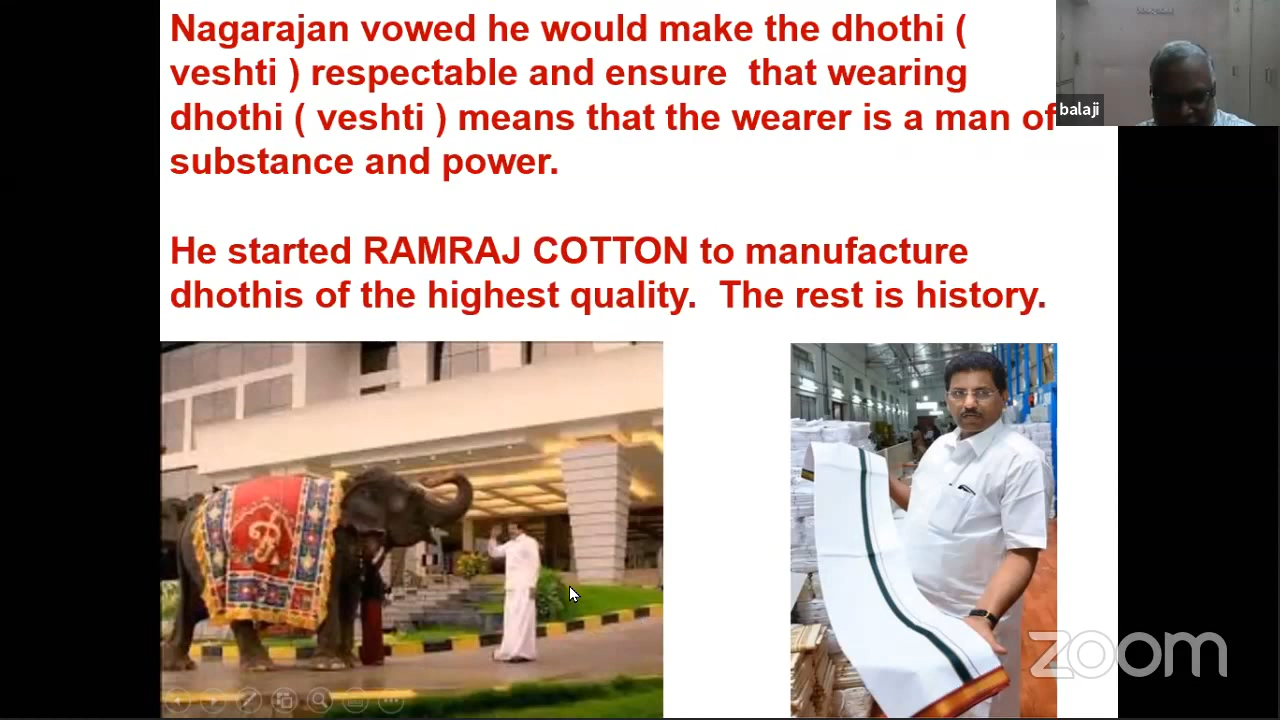 Nagarajan vowed he would make the dhothi (
veshti ) respectable and ensure  that wearing
dhothi ( veshti ) means that the wearer is a man of
substance and power.
He started RAMRAJ COTTON to manufacture
dhothis of the highest quality.  The rest is history.
balaji
zoom